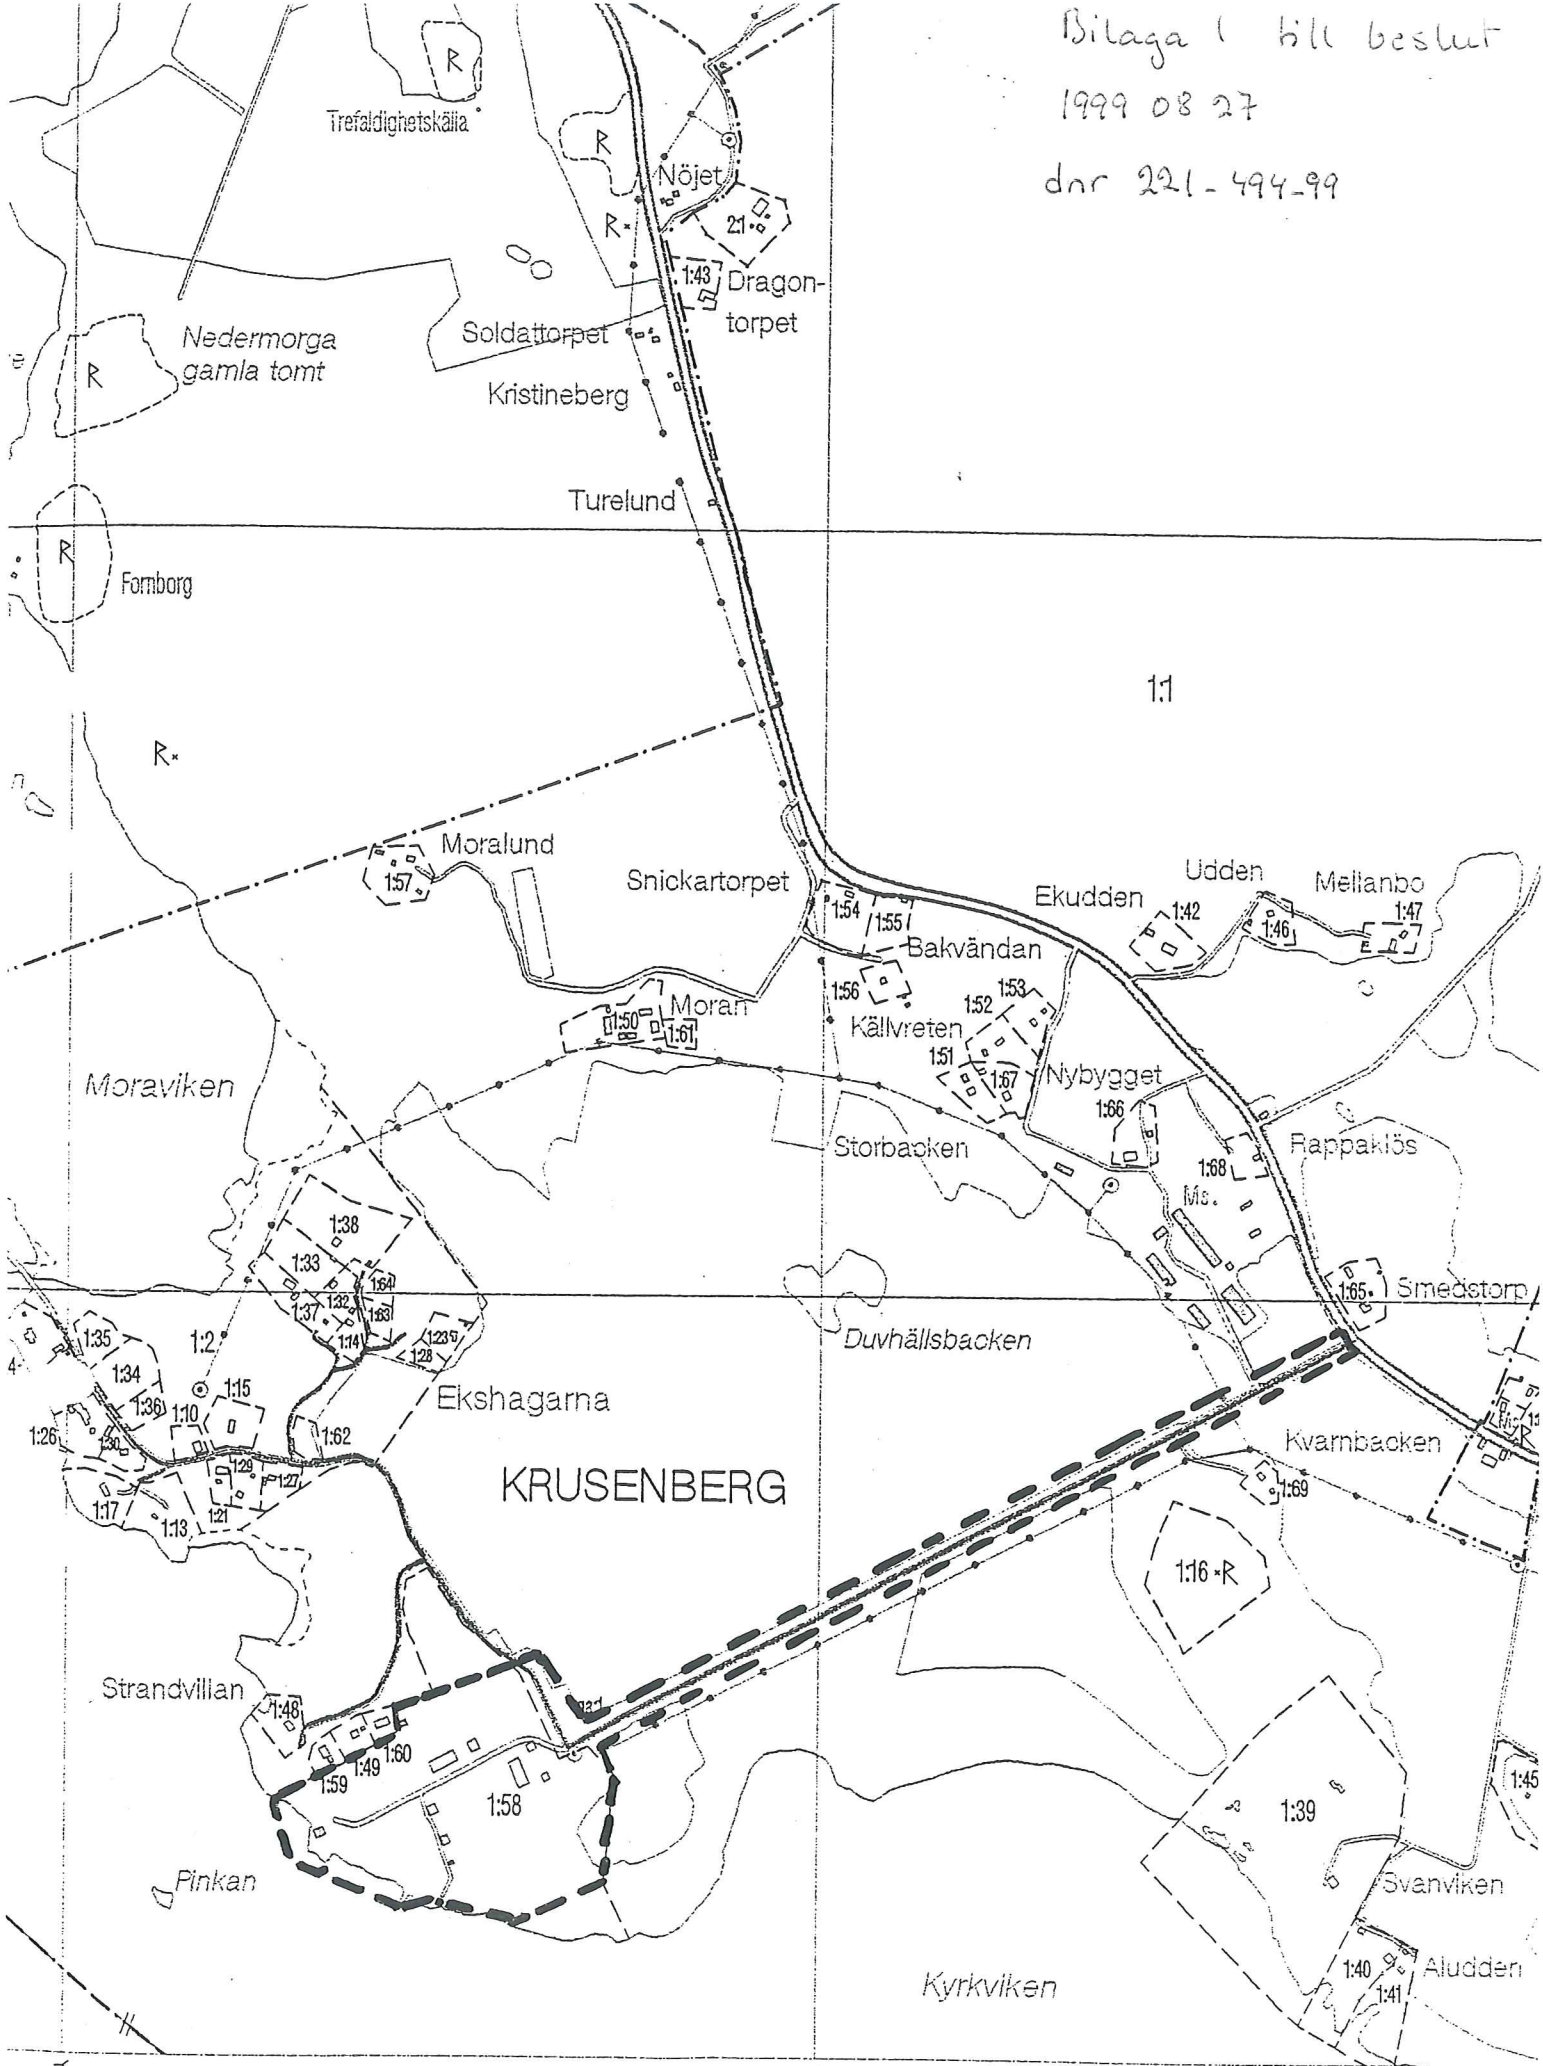 Bilaga 1 till beslut
1999 08 27
dnr 221-494-99
R
Trefaldighetskälla
R
Nöjet
R
2:1
1:43
Dragon-
torpet
Nedermorga
gamla tomt
R
Soldattorpet
Kristineberg
Turelund
R
Fornborg
1:1
R
Moralund
1:57
Snickartorpet
1:54
1:55
Ekudden
Udden
Mellanbo
1:42
1:46
1:47
Bakvändan
1:56
1:53
1:52
Källvreten
1:51
1:67
Moran
1:50
1:61
Moraviken
Nybygget
1:66
Storbacken
1:68
Rappaklös
Ms.
1:38
1:33
1:64
1:37
1:32
1:63
1:14
1:23
1:28
1:65
Smedstorp
Duvhällsbacken
1:35
1:2
1:34
1:36
1:15
1:10
1:26
1:30
1:62
Ekshagarna
1:29
1:27
1:17
1:13
1:21
KRUSENBERG
Kvarnbacken
R
1:69
1:16
R
Strandvillan
1:48
1:49
1:60
1:59
1:58
1:39
1:45
Pinkan
Svanviken
Kyrkviken
1:40
1:41
Aludden